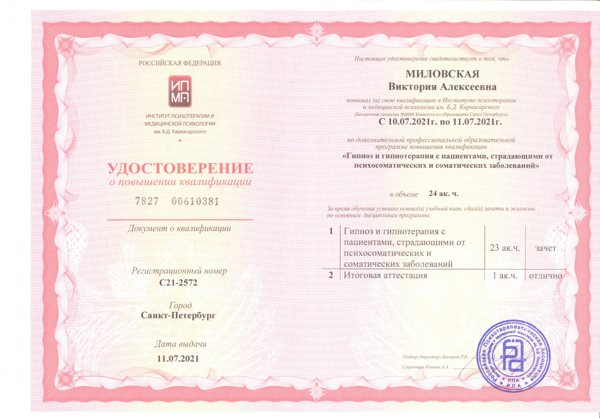 РОССИЙСКАЯ ФЕДЕРАЦИЯ
ИП
МП
ИНСТИТУТ ПСИХОТЕРАПИИ И
МЕДИЦИНСКОЙ ПСИХОЛОГИИ
им. Б.Д. Карвасарского
УДОСТОВЕРЕНИЕ
о повышении квалификации
7827 00610381
Документ о квалификации
Регистрационный номер
С21-2572
Город
Санкт-Петербург
Дата выдачи
11.07.2021
Настоящее удостоверение свидетельствует о том, что
МИЛОВСКАЯ
Виктория Алексеевна
повысил (а) свою квалификацию в Институте психотерапии
и медицинской психологии им. Б.Д. Карвасарского
С 10.07.2021г. по 11.07.2021г.
по дополнительной профессиональной образовательной
программе повышения квалификации
«Гипноз и гипнотерапия с пациентами, страдающими от
психосоматических и соматических заболеваний»
в объеме 24 ак. ч.
За время обучения успешно освоил(а) учебный план, сдал(а) зачеты и экзамены
по основным дисциплинам программы:
1 Гипноз и гипнотерапия с пациентами, страдающими от психосоматических и соматических заболеваний 23 ак.ч. зачет
2 Итоговая аттестация 1 ак.ч. отлично
Ректор (директор) Назыров Р.К.
Секретарь
РПА